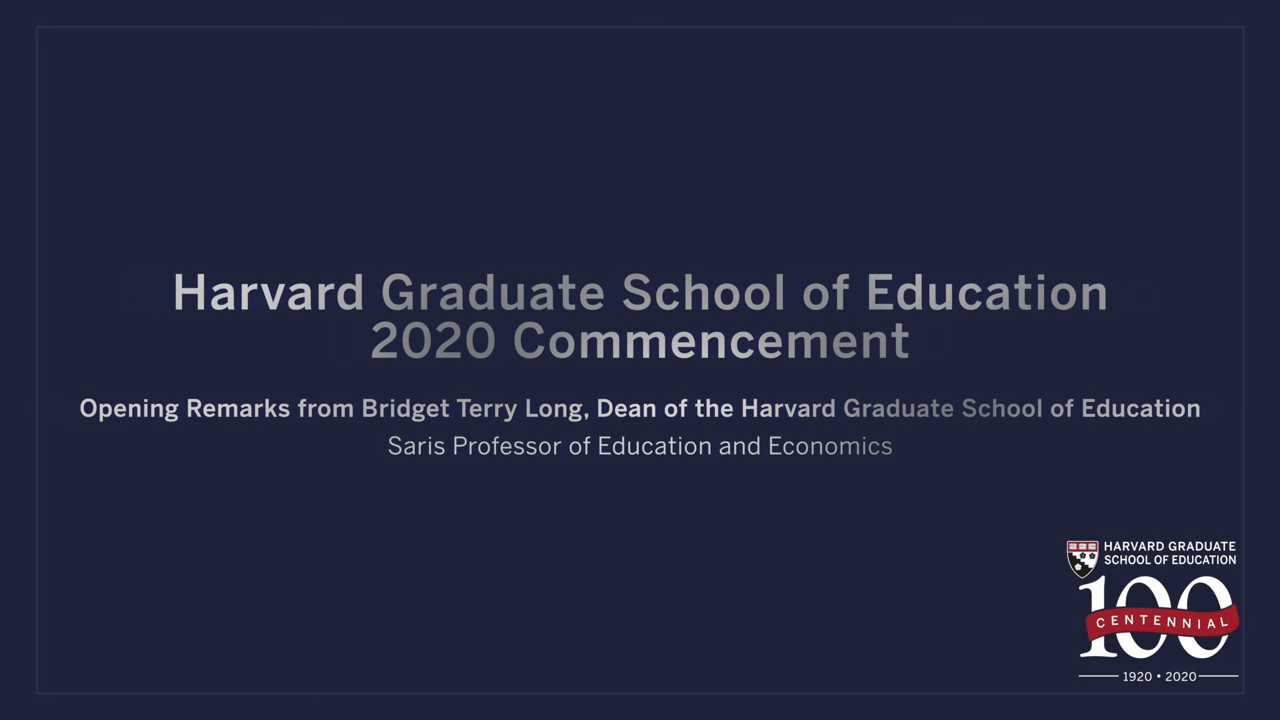 Harvard Graduate School of Education
2020 Commencement
Opening Remarks from Bridget Terry Long, Dean of the Harvard Graduate School of Education
Saris Professor of Education and Economics
HARVARD GRADUATE
SCHOOL OF EDUCATION
100
CENTENNIAL
1920 • 2020